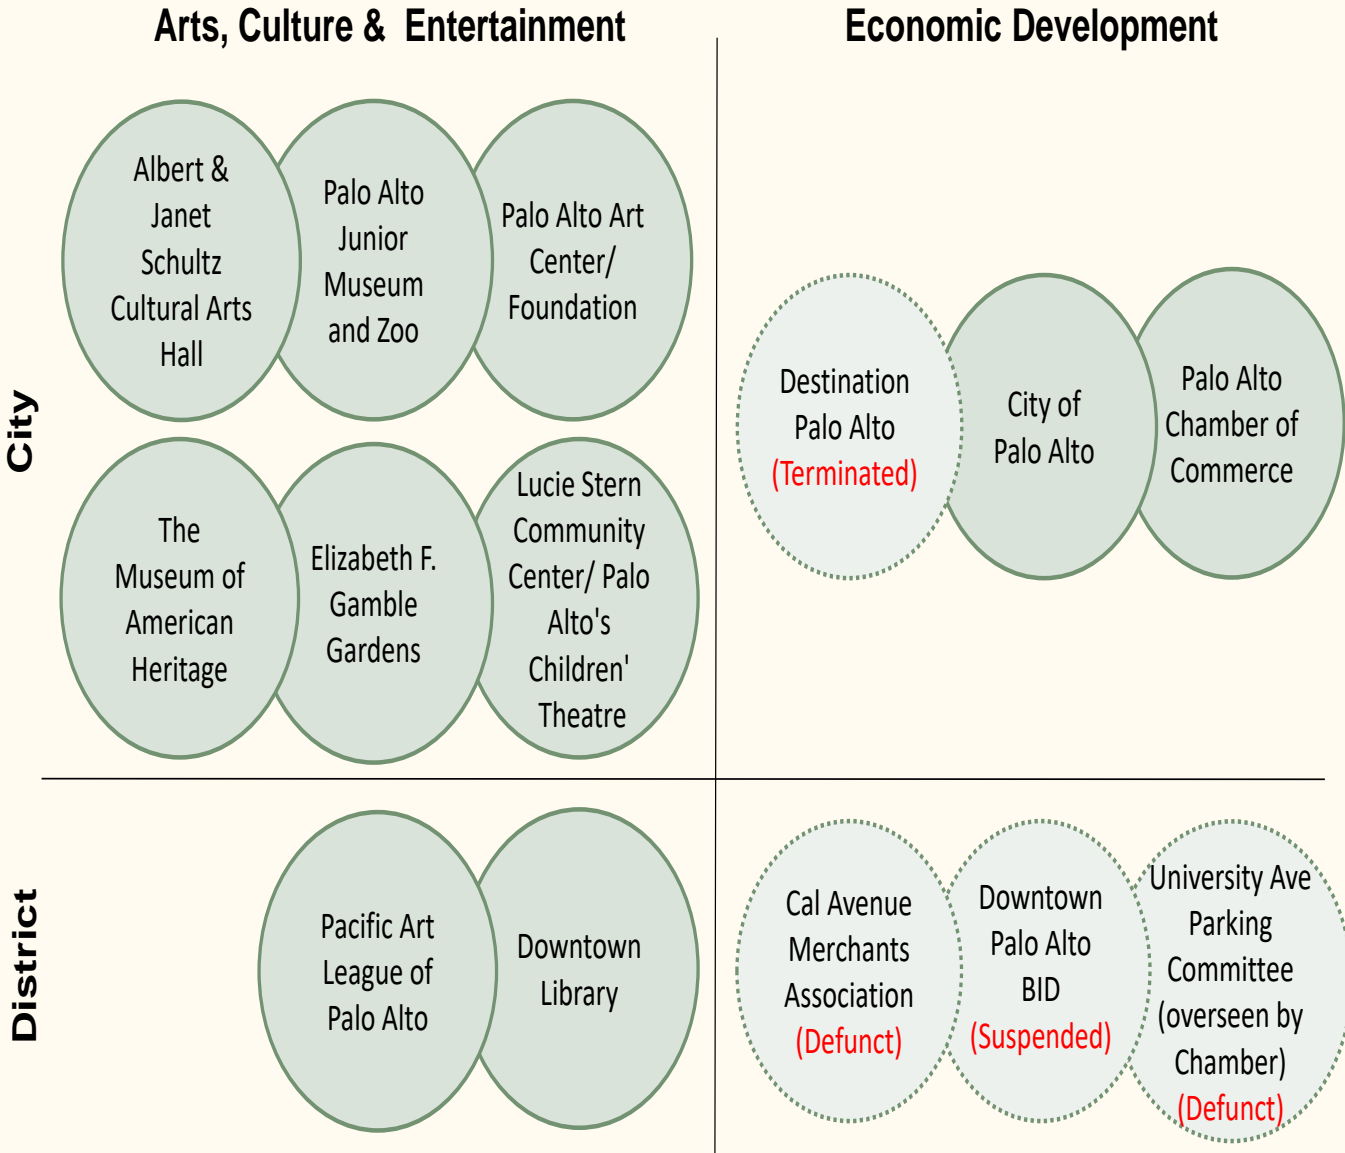 Arts, Culture &  Entertainment
Economic Development
City
Albert &
Janet
Schultz
Cultural Arts
Hall
Palo Alto
Junior
Museum
and Zoo
Palo Alto Art
Center/
Foundation
The
Museum of
American
Heritage
Elizabeth F.
Gamble
Gardens
Lucie Stern
Community
Center/ Palo
Alto's
Children'
Theatre
Destination
Palo Alto
(Terminated)
City of
Palo Alto
Palo Alto
Chamber of
Commerce
District
Pacific Art
League of
Palo Alto
Downtown
Library
Cal Avenue
Merchants
Association
(Defunct)
Downtown
Palo Alto
BID
(Suspended)
University Ave
Parking
Committee
(overseen by
Chamber)
(Defunct)